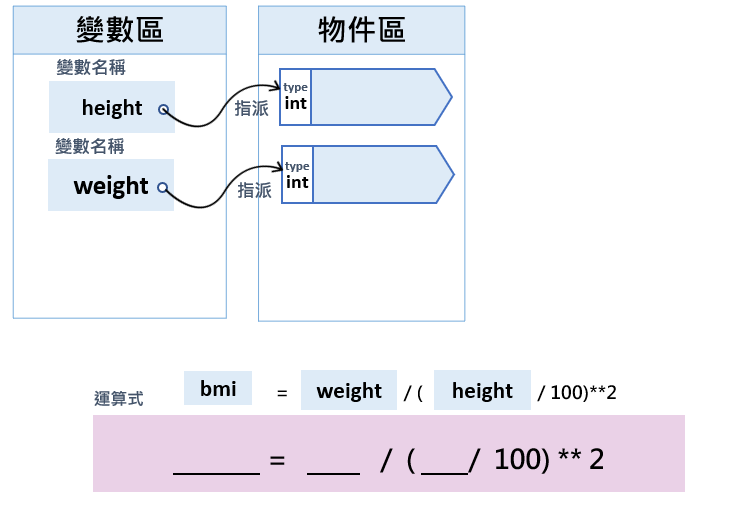 變數區
物件區
變數名稱
height
指派
type
int
變數名稱
weight
指派
type
int
運算式 bmi = weight / ( height / 100)**2
______ = ____ / ( ___/ 100) ** 2